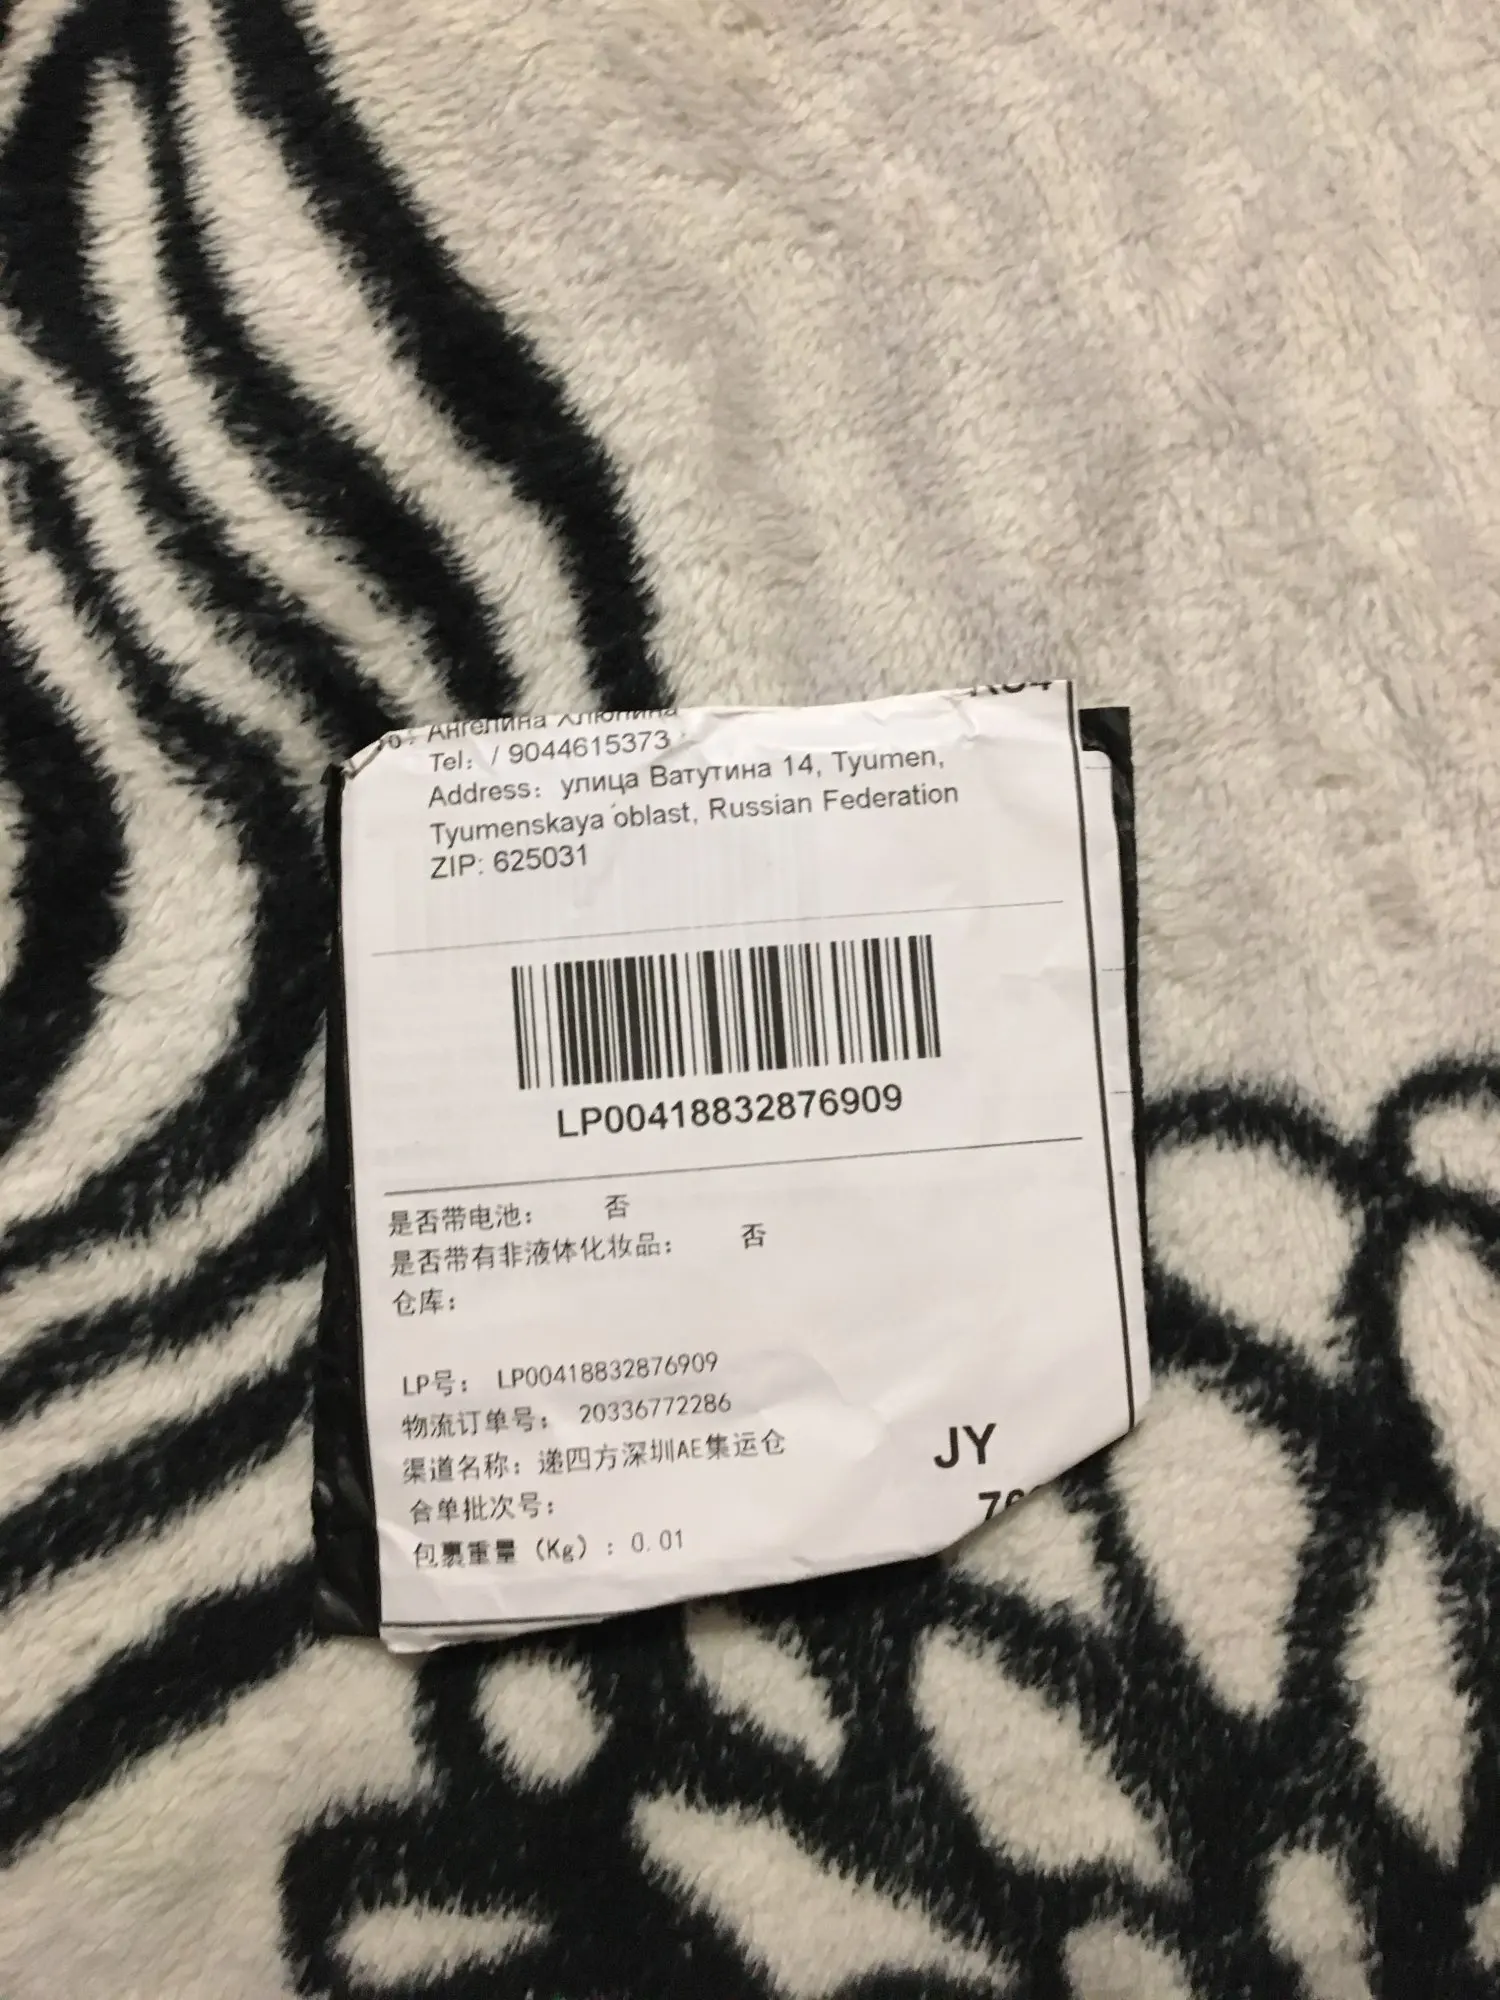 Ангелина Хлюпина
Tel: / 9044615373
Address: улица Ватутина 14, Tyumen,
Tyumenskaya oblast, Russian Federation
ZIP: 625031
LP00418832876909
是否带电池: 否
是否带有非液体化妆品: 否
仓库:
LP号: LP00418832876909
物流订单号: 20336772286
渠道名称: 递四方深圳AE集运仓
JY
合单批次号:
包裹重量 (Kg) : 0.01